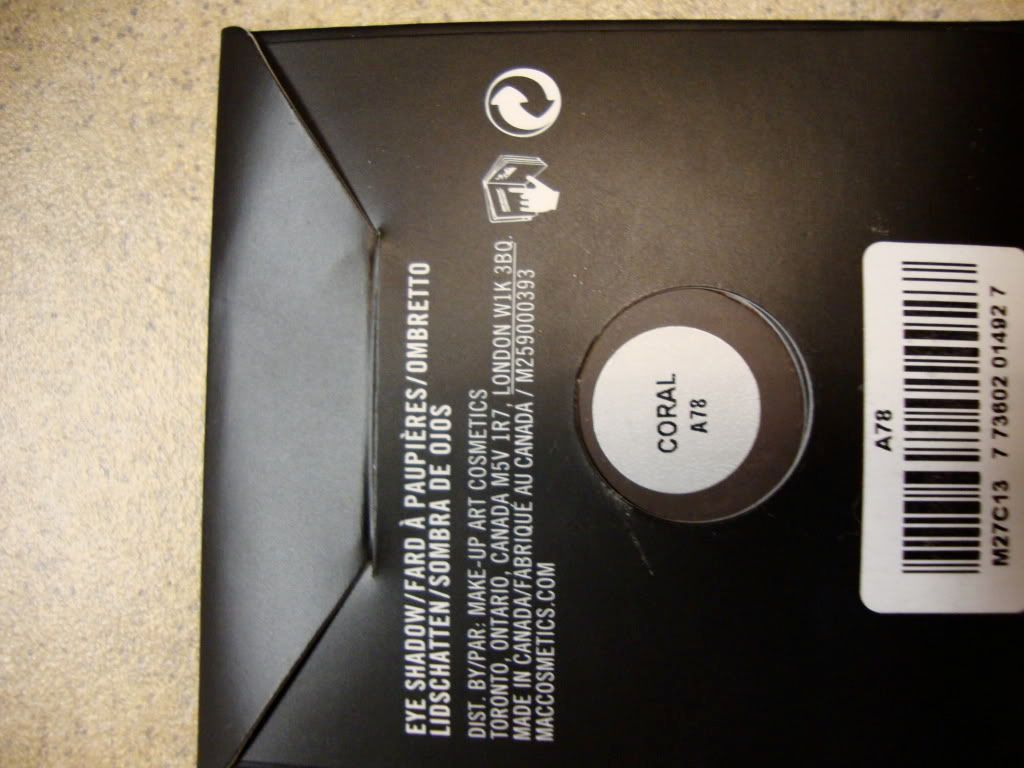 EYE SHADOW/FARD À PAUPIÈRES/OMBRETTO
LIDSCHATTEN/SOMBRA DE OJOS
DIST. BY/PAR: MAKE-UP ART COSMETICS
TORONTO, ONTARIO, CANADA M5V 1R7, LONDON W1K 3BQ.
MADE IN CANADA/FABRIQUÉ AU CANADA / M259000393
MACCOSMETICS.COM
CORAL
A78
A78
M27C13 7 73602 01492 7